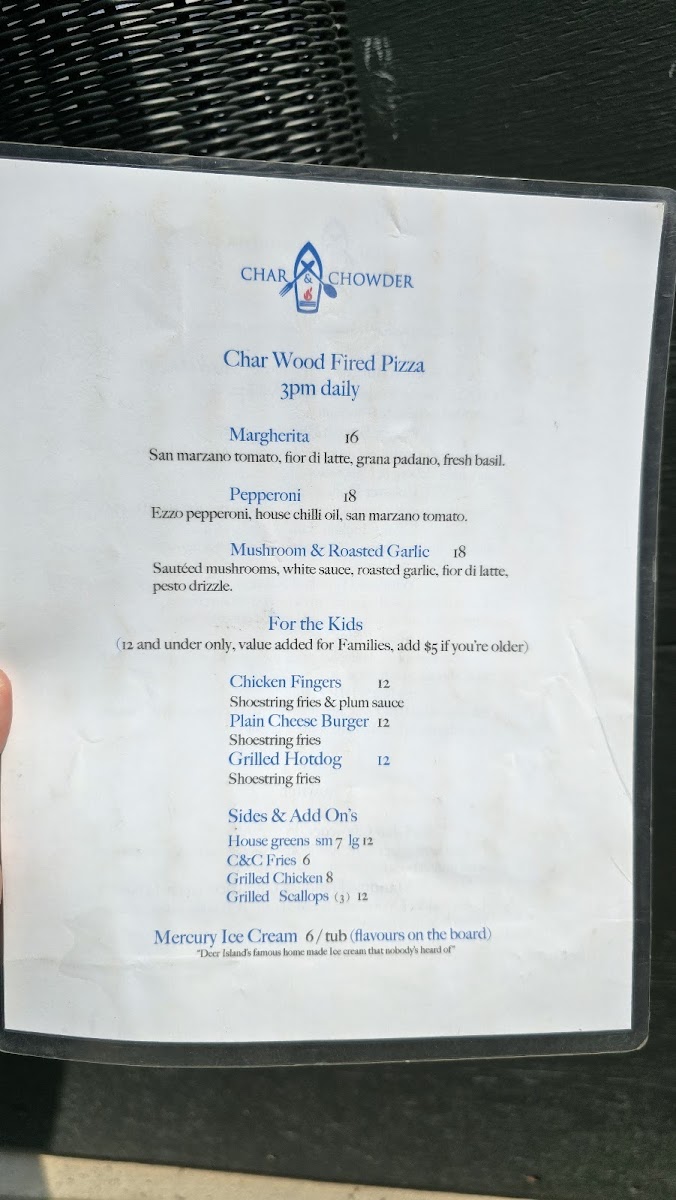 CHAR & CHOWDER
Char Wood Fired Pizza
3pm daily
Margherita 16
San marzano tomato, fior di latte, grana padano, fresh basil.
Pepperoni 18
Ezzo pepperoni, house chilli oil, san marzano tomato.
Mushroom & Roasted Garlic 18
Sautéed mushrooms, white sauce, roasted garlic, fior di latte,
pesto drizzle.
For the Kids
(12 and under only, value added for Families, add $5 if you're older)
Chicken Fingers 12
Shoestring fries & plum sauce
Plain Cheese Burger 12
Shoestring fries
Grilled Hotdog 12
Shoestring fries
Sides & Add On's
House greens sm 7 lg 12
C&C Fries 6
Grilled Chicken 8
Grilled Scallops (3) 12
Mercury Ice Cream 6/tub (flavours on the board)
"Deer Island's famous home made Ice cream that nobody's heard of"